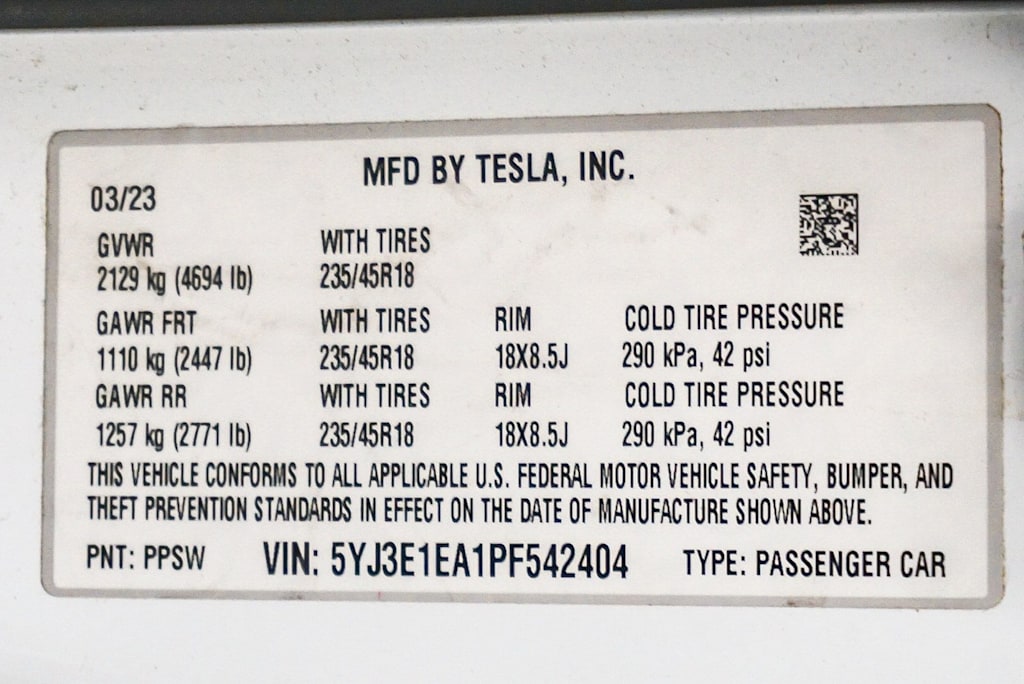 MFD BY TESLA, INC.
03/23
GVWR WITH TIRES
2129 kg (4694 lb) 235/45R18
GAWR FRT WITH TIRES RIM COLD TIRE PRESSURE
1110 kg (2447 lb) 235/45R18 18X8.5J 290 kPa, 42 psi
GAWR RR WITH TIRES RIM COLD TIRE PRESSURE
1257 kg (2771 lb) 235/45R18 18X8.5J 290 kPa, 42 psi
THIS VEHICLE CONFORMS TO ALL APPLICABLE U.S. FEDERAL MOTOR VEHICLE SAFETY, BUMPER, AND
THEFT PREVENTION STANDARDS IN EFFECT ON THE DATE OF MANUFACTURE SHOWN ABOVE.
PNT: PPSW VIN: 5YJ3E1EA1PF542404 TYPE: PASSENGER CAR